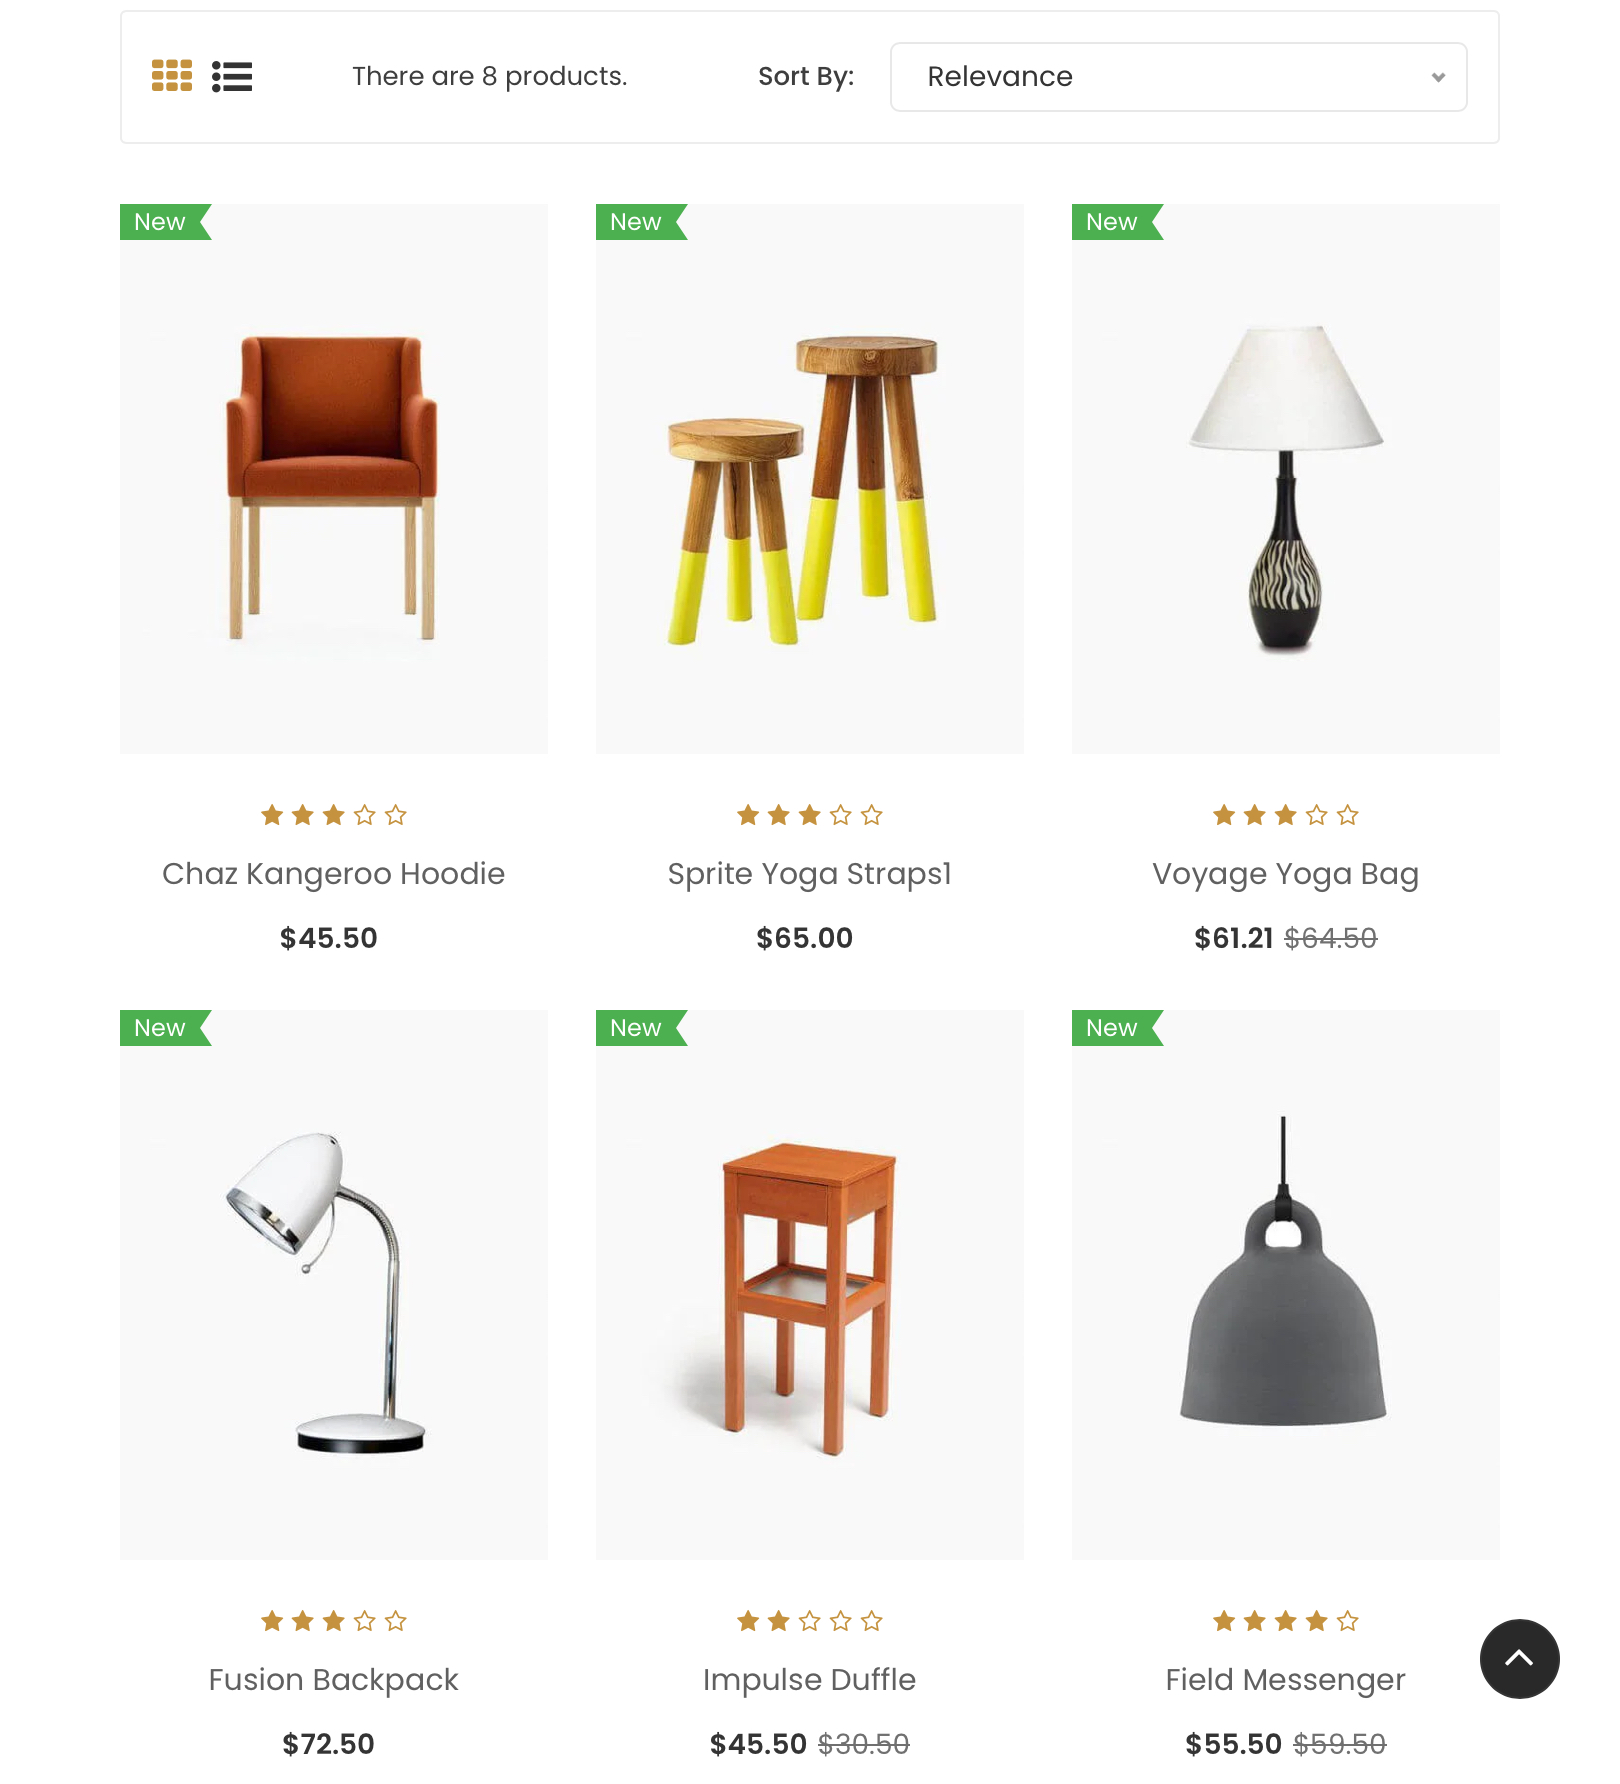 There are 8 products.
Sort By:
Relevance
New
New
New
Chaz Kangeroo Hoodie
Sprite Yoga Straps1
Voyage Yoga Bag
$45.50
$65.00
$61.21 $64.50
New
New
New
Fusion Backpack
Impulse Duffle
Field Messenger
$72.50
$45.50 $30.50
$55.50 $59.50